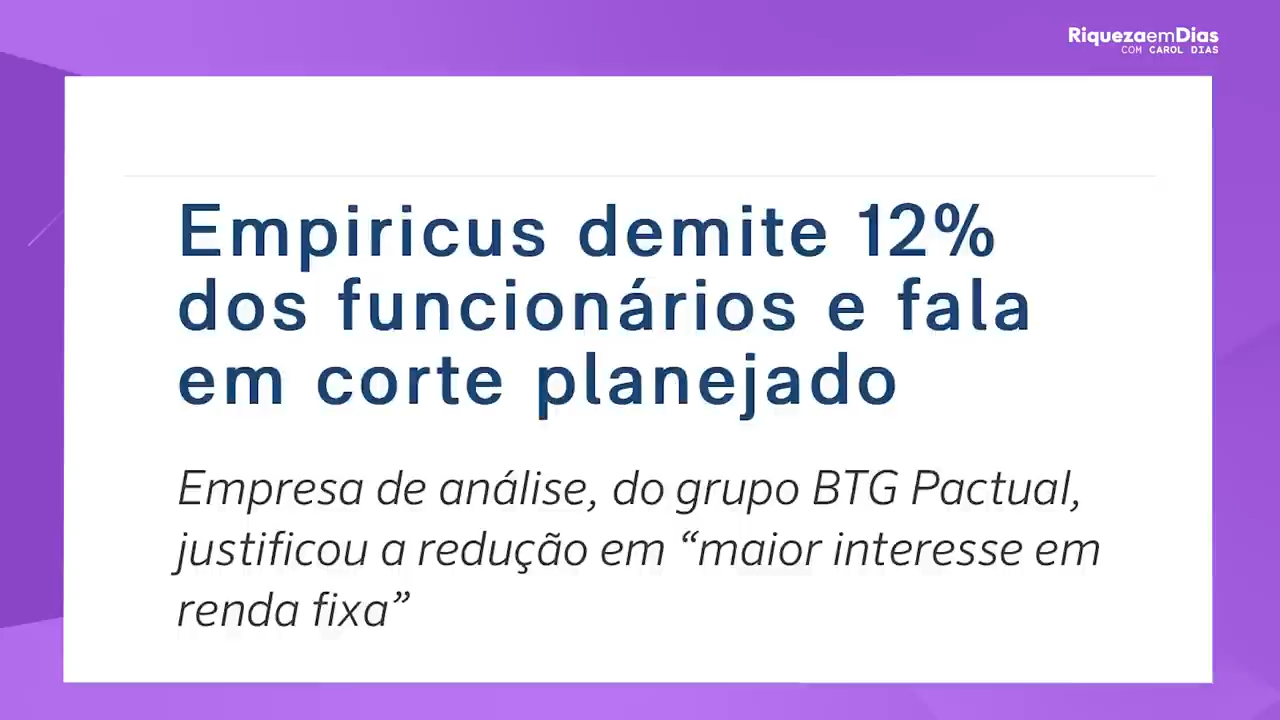 RiquezaemDias
COM CAROL DIAS
Empiricus demite 12%
dos funcionários e fala
em corte planejado
Empresa de análise, do grupo BTG Pactual,
justificou a redução em “maior interesse em
renda fixa”